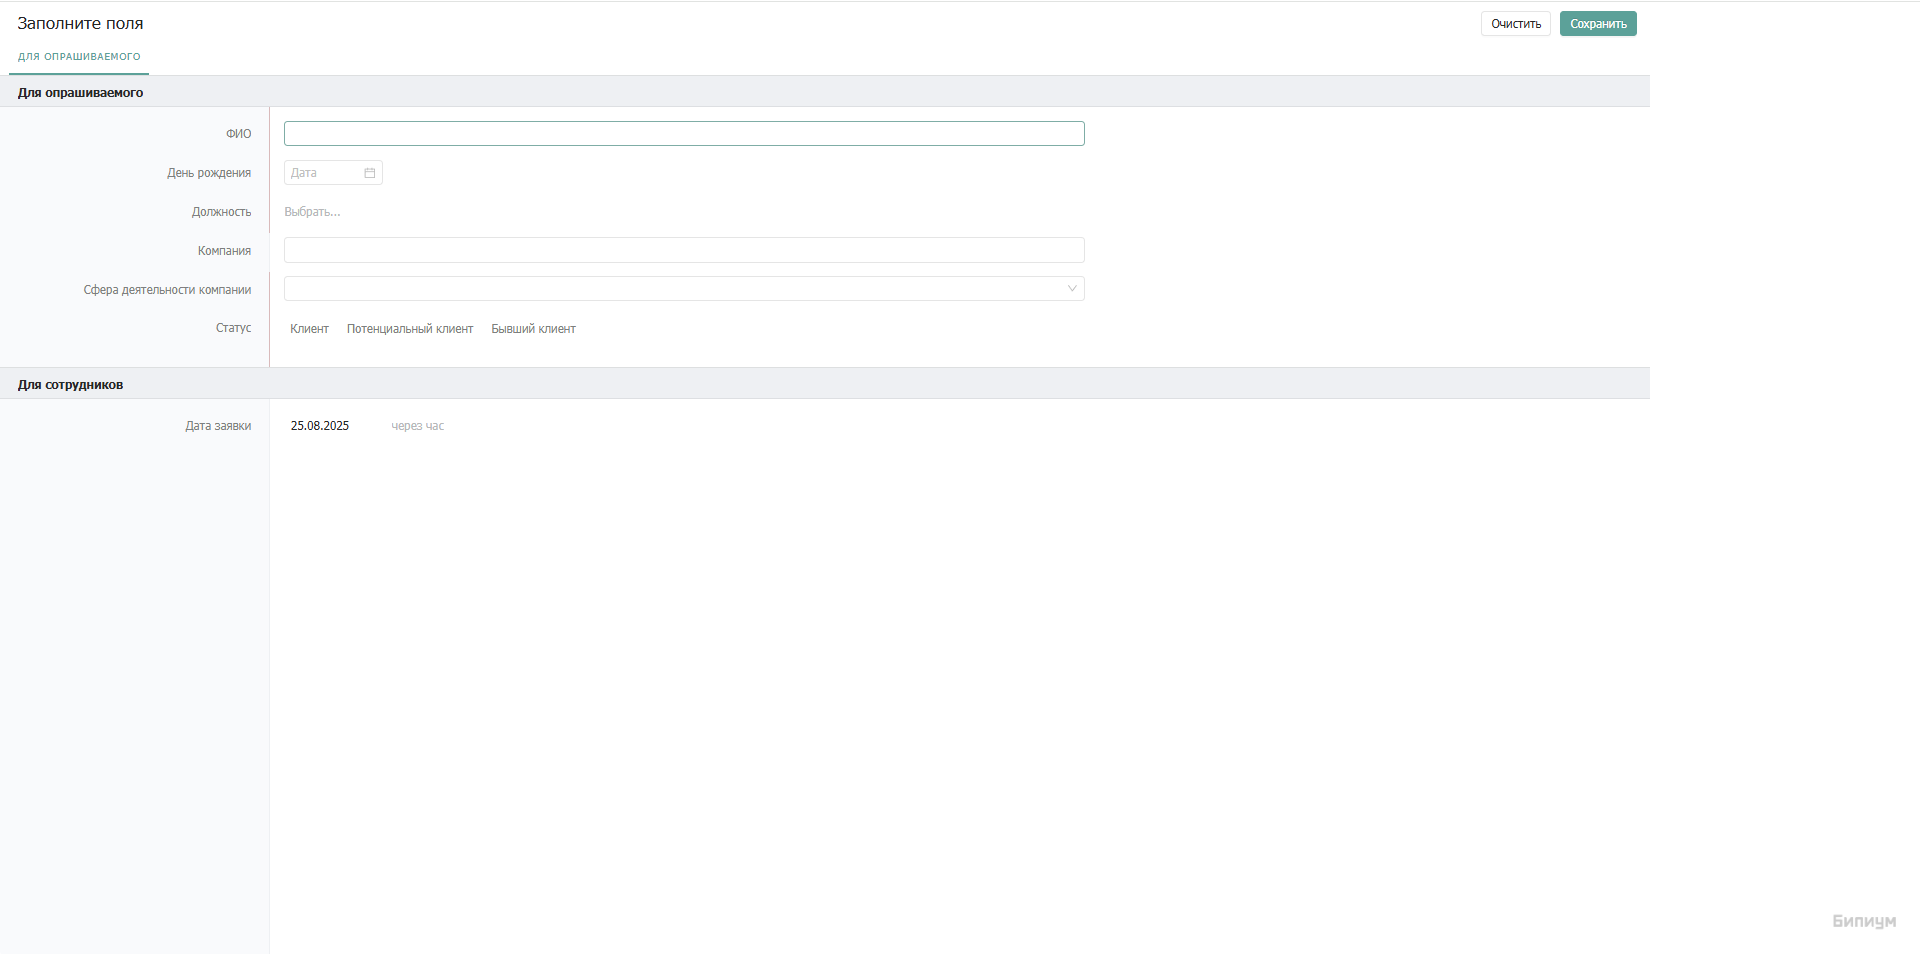 Заполните поля
Очистить
Сохранить
ДЛЯ ОПРАШИВАЕМОГО
Для опрашиваемого
ФИО
День рождения
Дата
Должность
Выбрать...
Компания
Сфера деятельности компании
Статус
Клиент Потенциальный клиент Бывший клиент
Для сотрудников
Дата заявки
25.08.2025 через час
Бипиум